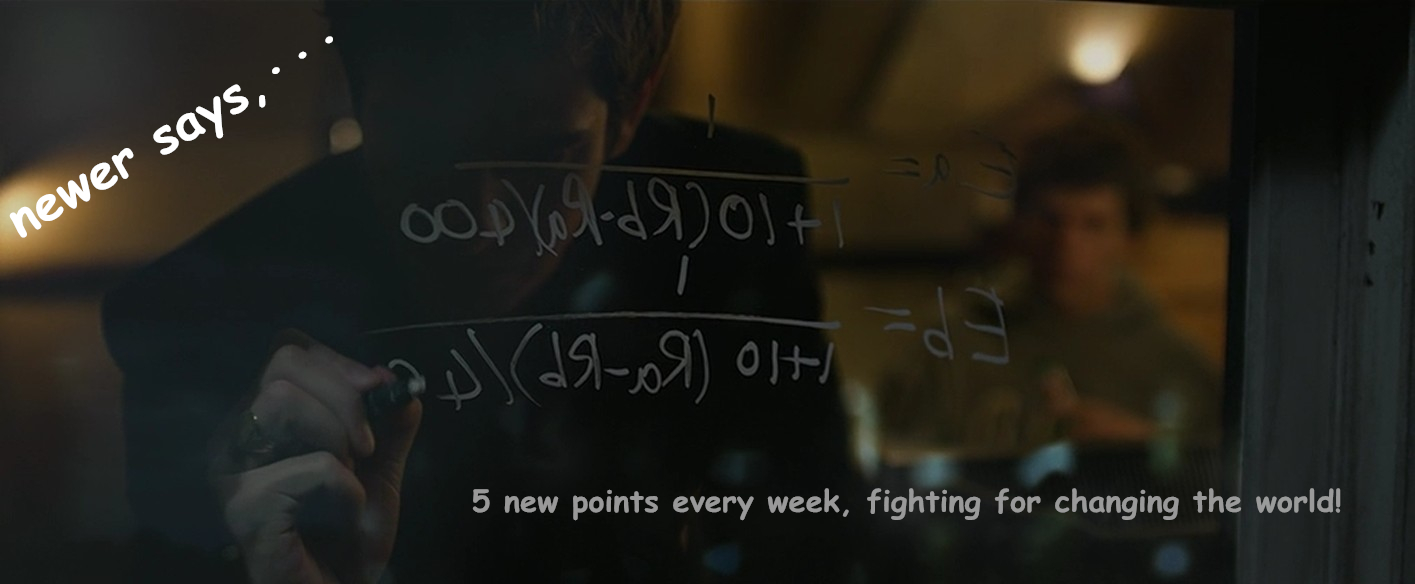 newer says,...
1
Ea =
1+10(Rb-Ra)/400
1
Eb =
1+10 (Ra-Rb)/4
5 new points every week, fighting for changing the world!